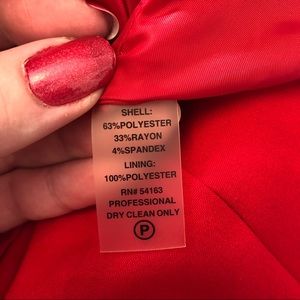 SHELL:
63%POLYESTER
33%RAYON
4%SPANDEX
LINING:
100%POLYESTER
RN# 54163
PROFESSIONAL
DRY CLEAN ONLY
P